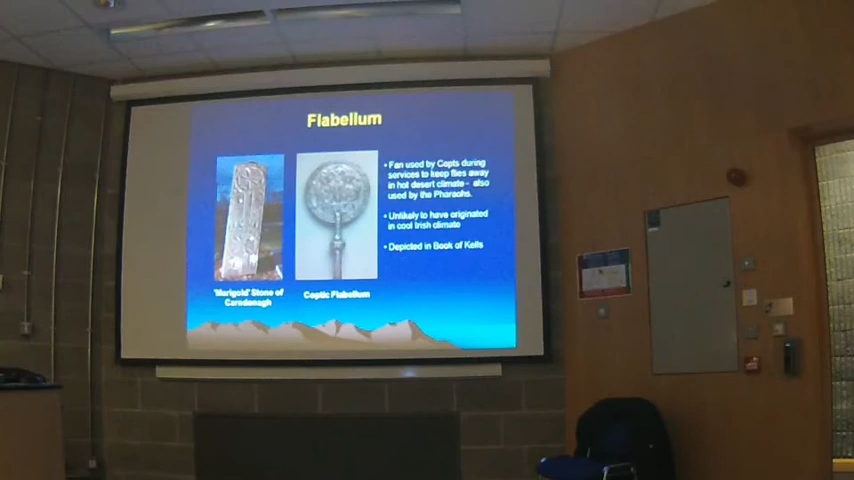 Flabellum
• Fan used by Copts during
services to keep flies away
in hot desert climate - also
used by the Pharaohs.
• Unlikely to have originated
in cool Irish climate
• Depicted in Book of Kells
'Marigold' Stone of
Carndonagh
Coptic Flabellum